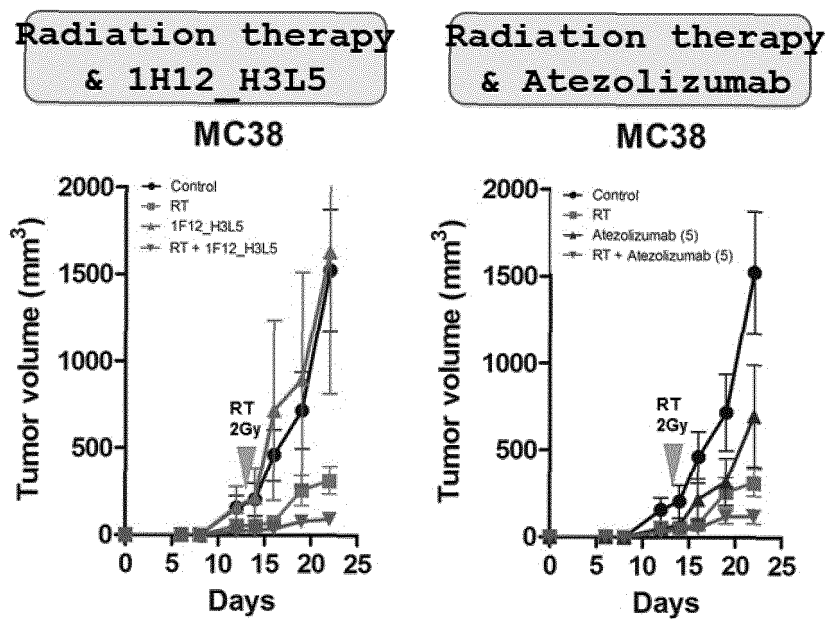 Radiation therapy
& 1H12_H3L5
MC38
Control
RT
1F12_H3L5
RT + 1F12_H3L5
RT
2Gy
Tumor volume (mm3)
2000
1500
1000
500
0
0 5 10 15 20 25
Days
Radiation therapy
& Atezolizumab
MC38
Control
RT
Atezolizumab (5)
RT + Atezolizumab (5)
RT
2Gy
Tumor volume (mm3)
2000
1500
1000
500
0
0 5 10 15 20 25
Days